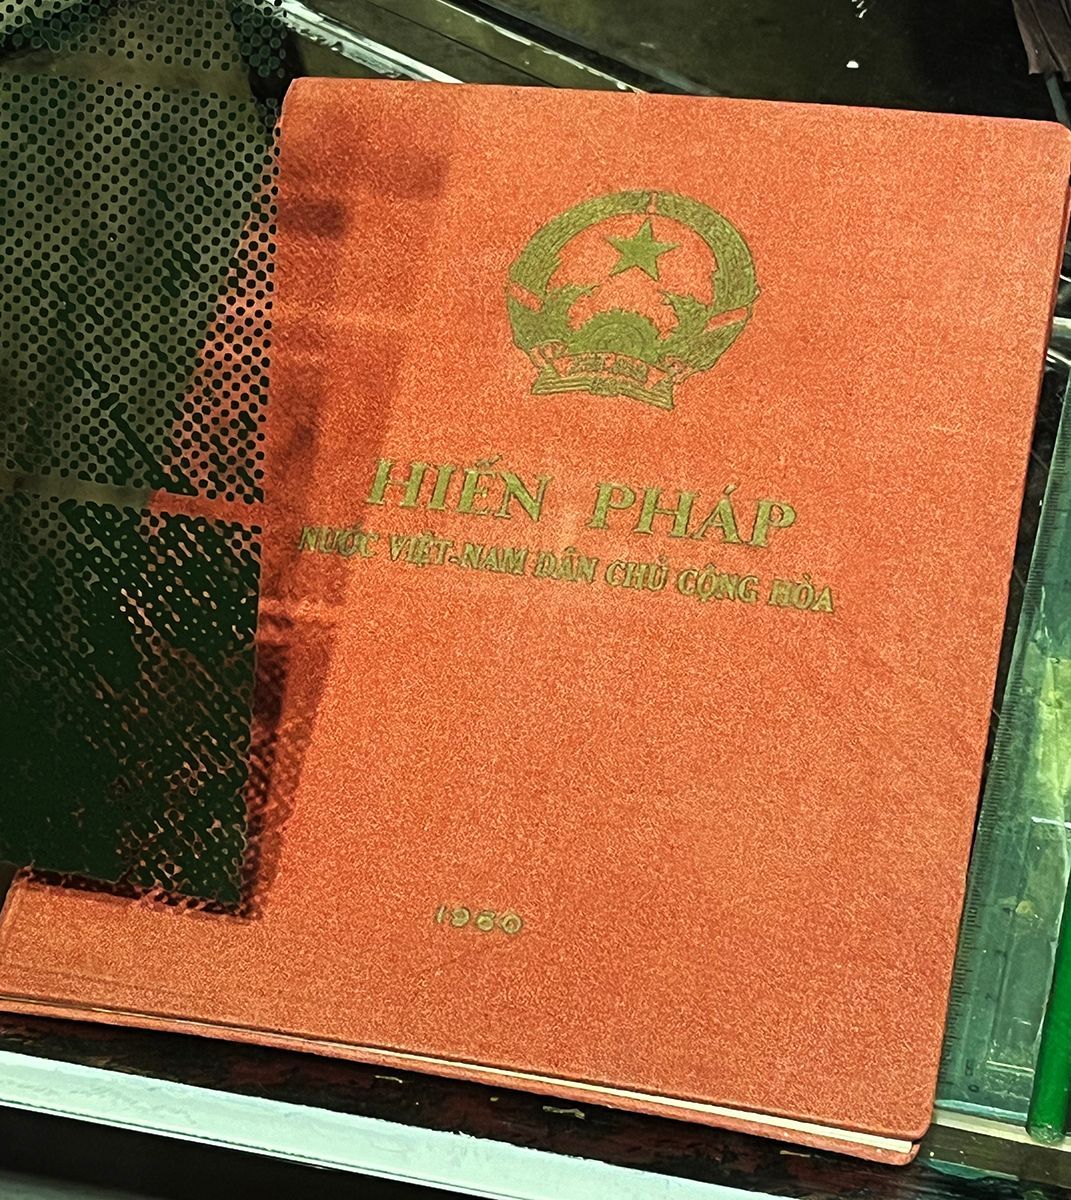 HIẾN PHÁP
NƯỚC VIỆT-NAM DÂN CHỦ CỘNG HÒA
1960